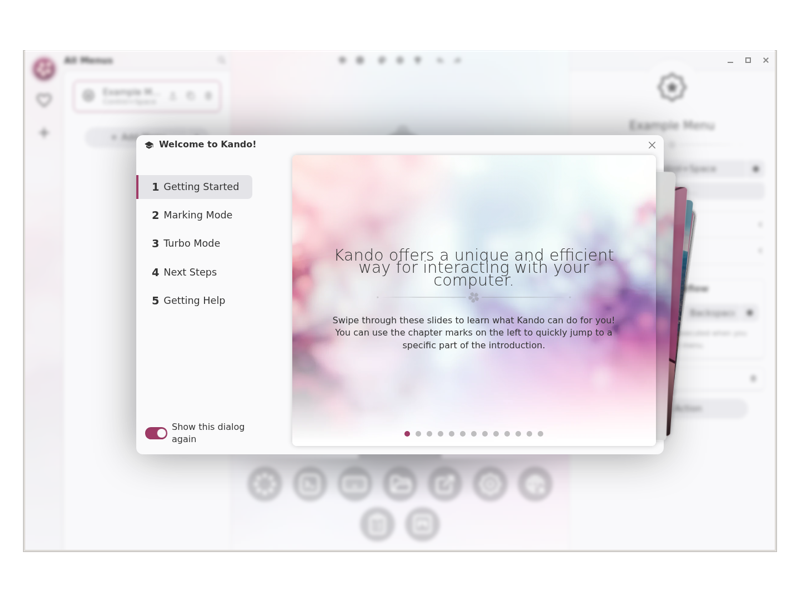 All Menus
Example M...
Example Menu
Welcome to Kando!
1 Getting Started
2 Marking Mode
3 Turbo Mode
4 Next Steps
5 Getting Help
Kando offers a unique and efficient
way for interacting with your
computer.
Swipe through these slides to learn what Kando can do for you!
You can use the chapter marks on the left to quickly jump to a
specific part of the introduction.
Backspace
Show this dialog
again